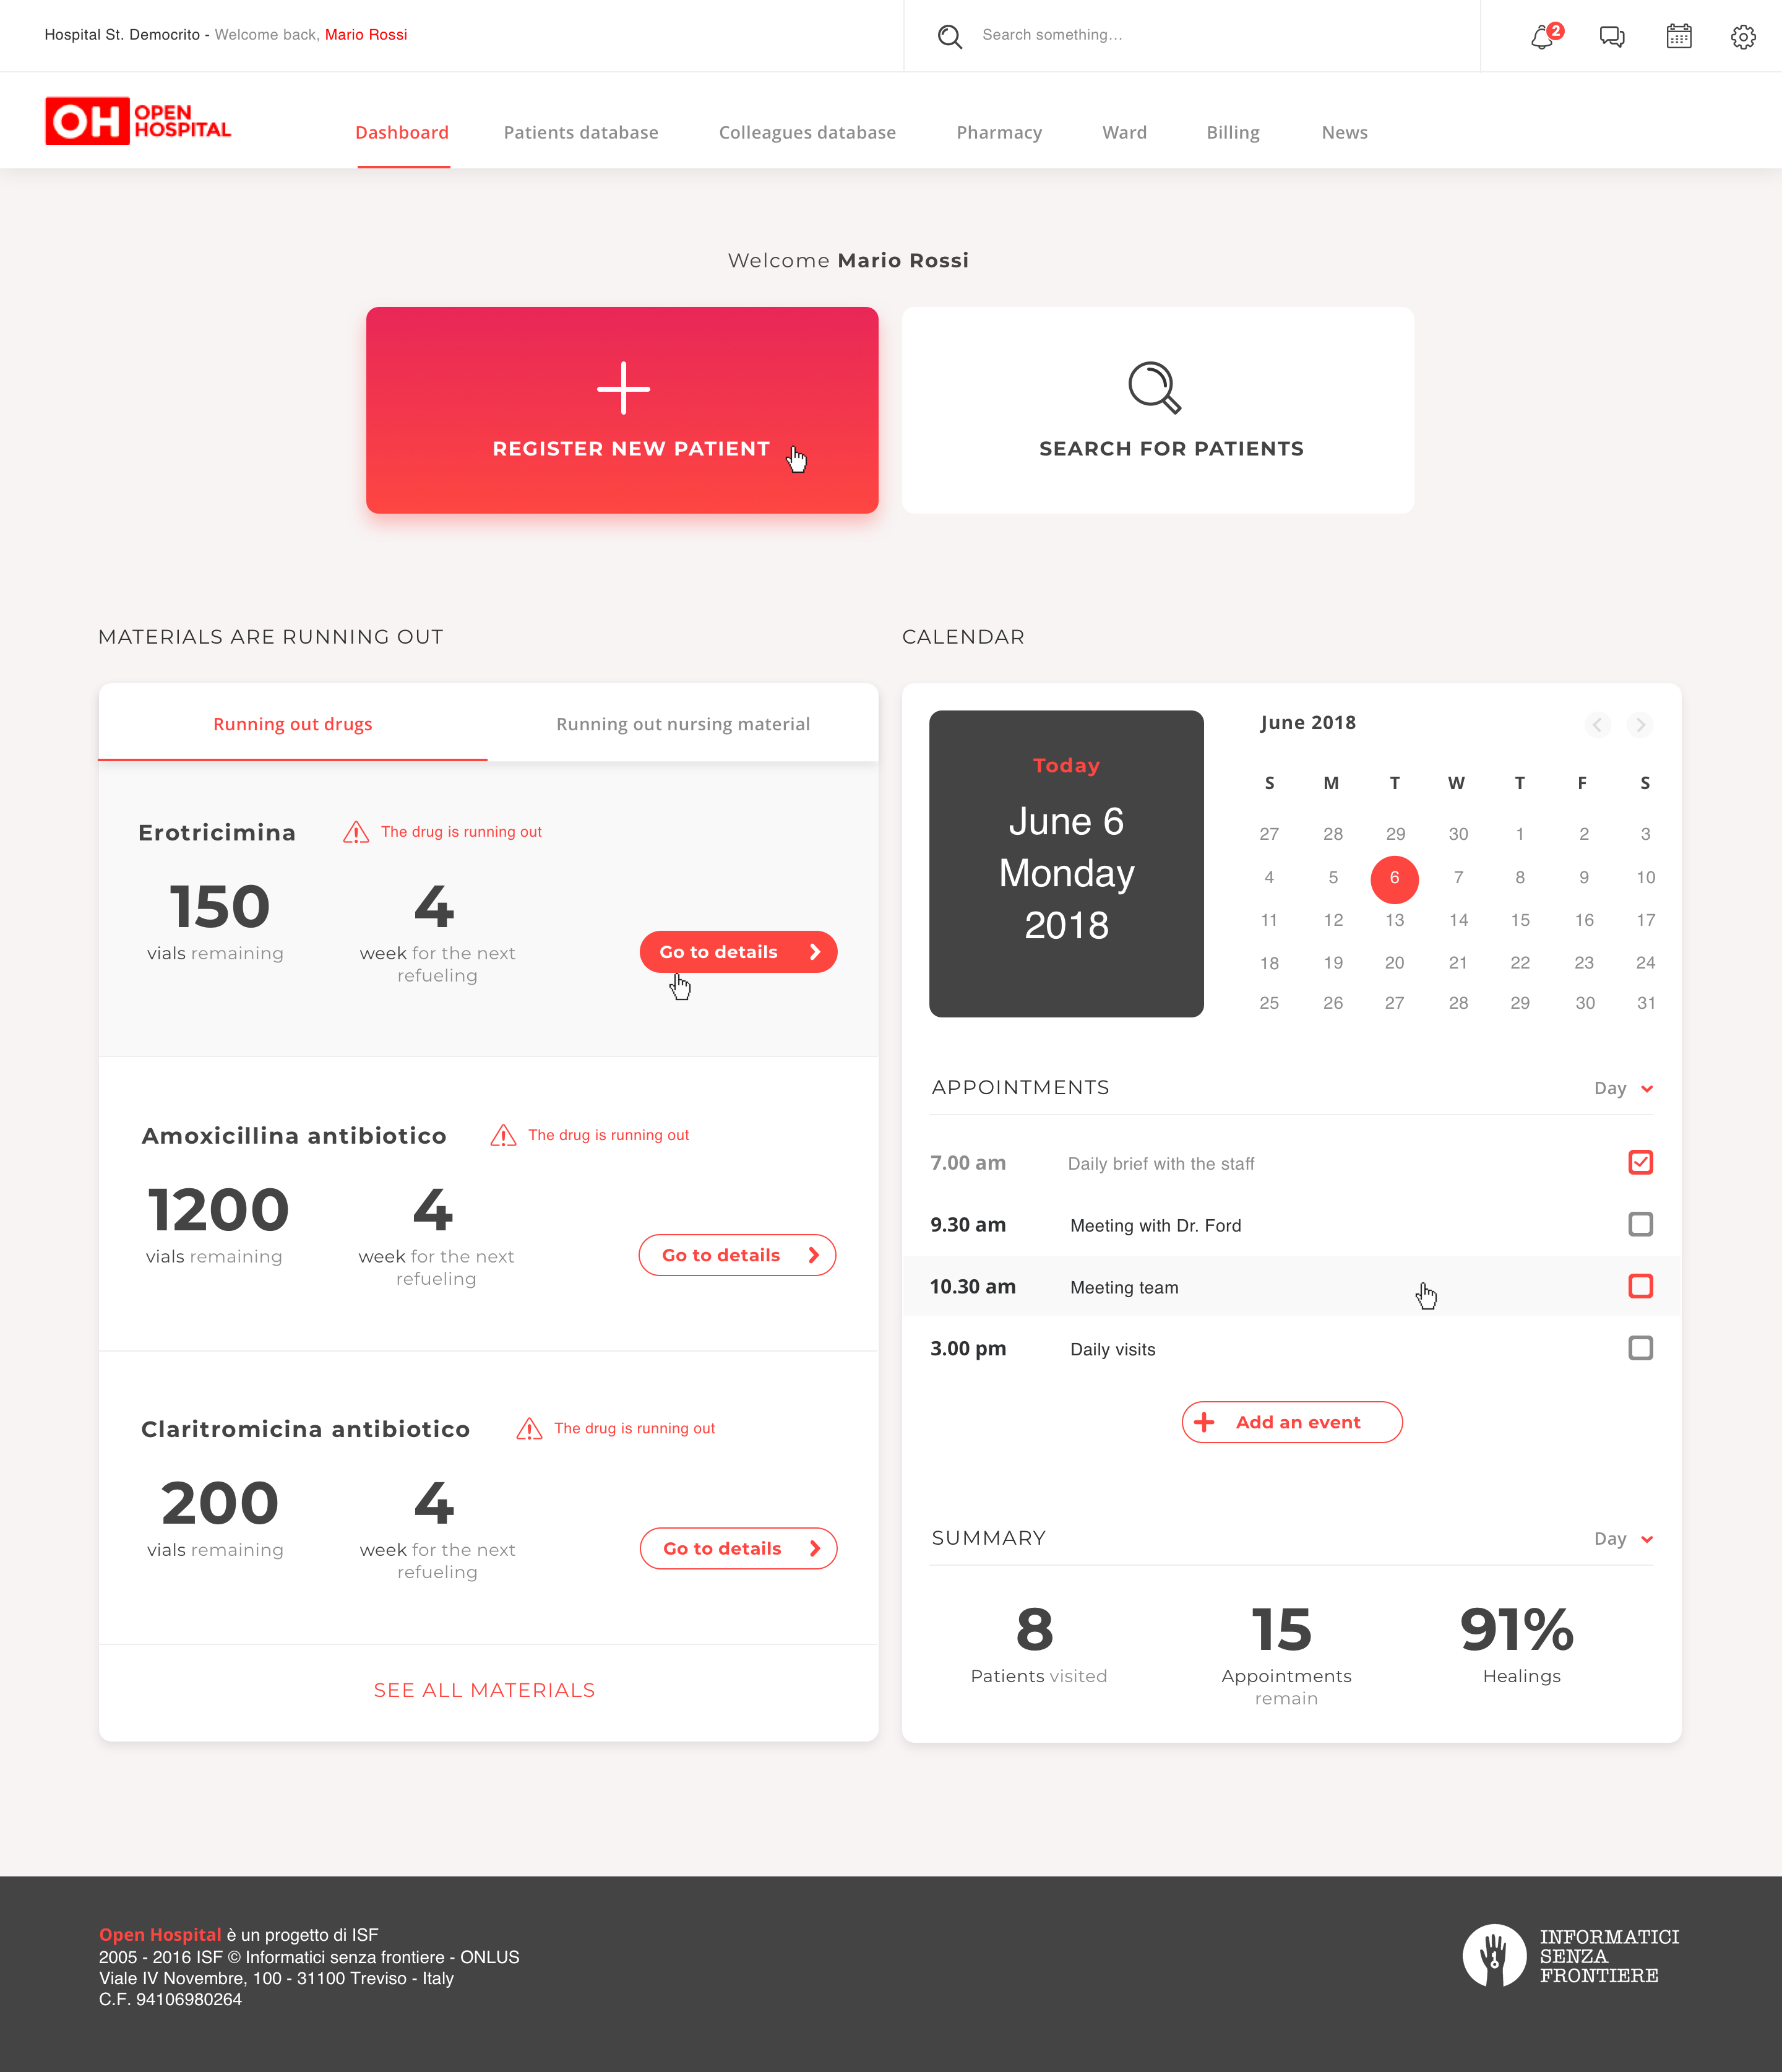 Hospital St. Democrito - Welcome back, Mario Rossi
Search something...
2
OH OPEN HOSPITAL
Dashboard
Patients database
Colleagues database
Pharmacy
Ward
Billing
News
Welcome Mario Rossi
REGISTER NEW PATIENT
SEARCH FOR PATIENTS
MATERIALS ARE RUNNING OUT
Running out drugs
Running out nursing material
Erotricimina
The drug is running out
150
vials remaining
4
week for the next
refueling
Go to details
Amoxicillina antibiotico
The drug is running out
1200
vials remaining
4
week for the next
refueling
Go to details
Claritromicina antibiotico
The drug is running out
200
vials remaining
4
week for the next
refueling
Go to details
SEE ALL MATERIALS
CALENDAR
Today
June 6
Monday
2018
June 2018
S M T W T F S
27 28 29 30 1 2 3
4 5 6 7 8 9 10
11 12 13 14 15 16 17
18 19 20 21 22 23 24
25 26 27 28 29 30 31
APPOINTMENTS
Day
7.00 am Daily brief with the staff
9.30 am Meeting with Dr. Ford
10.30 am Meeting team
3.00 pm Daily visits
Add an event
SUMMARY
Day
8
Patients visited
15
Appointments
remain
91%
Healings
Open Hospital è un progetto di ISF
2005 - 2016 ISF © Informatici senza frontiere - ONLUS
Viale IV Novembre, 100 - 31100 Treviso - Italy
C.F. 94106980264
INFORMATICI
SENZA
FRONTIERE